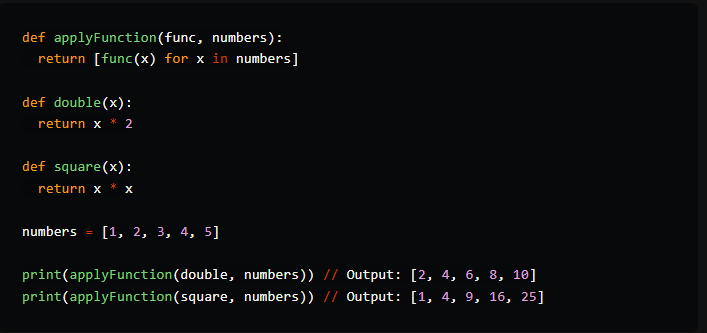 def applyFunction(func, numbers):
  return [func(x) for x in numbers]

def double(x):
  return x * 2

def square(x):
  return x * x

numbers = [1, 2, 3, 4, 5]

print(applyFunction(double, numbers)) // Output: [2, 4, 6, 8, 10]
print(applyFunction(square, numbers)) // Output: [1, 4, 9, 16, 25]